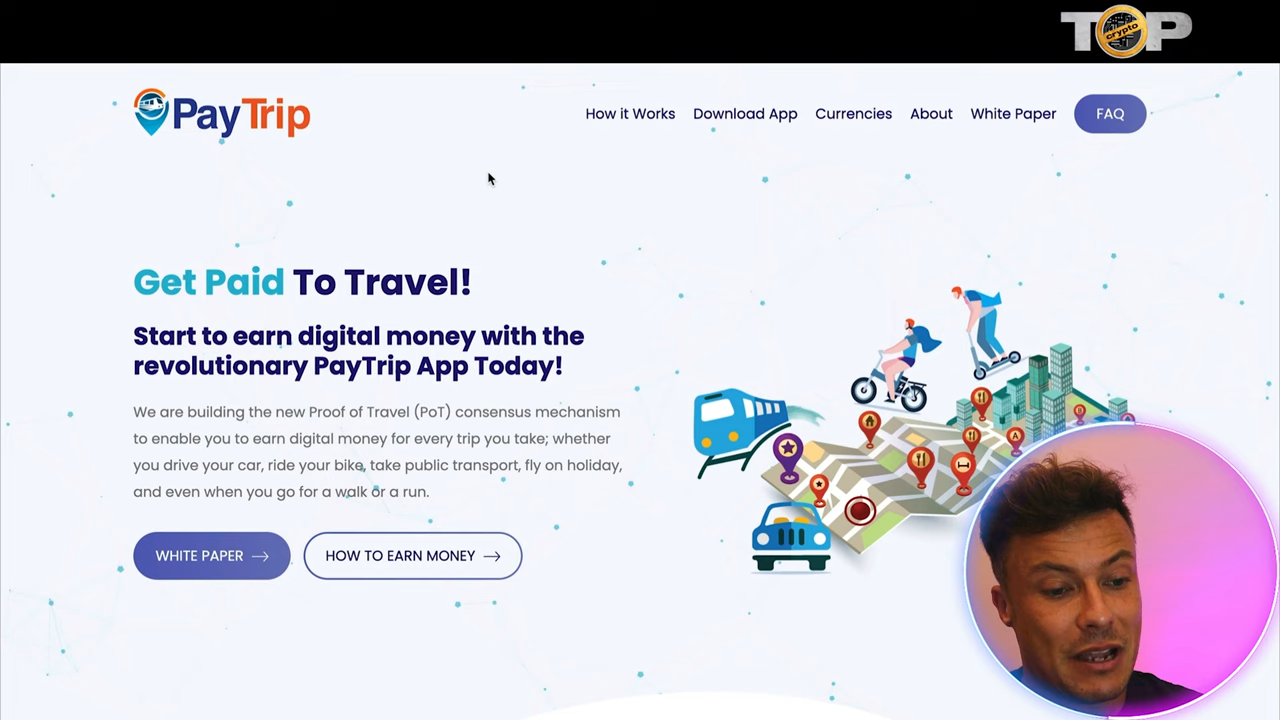 TOP
crypto
PayTrip
How it Works
Download App
Currencies
About
White Paper
FAQ
Get Paid To Travel!
Start to earn digital money with the
revolutionary PayTrip App Today!
We are building the new Proof of Travel (PoT) consensus mechanism
to enable you to earn digital money for every trip you take; whether
you drive your car, ride your bike, take public transport, fly on holiday,
and even when you go for a walk or a run.
WHITE PAPER
HOW TO EARN MONEY